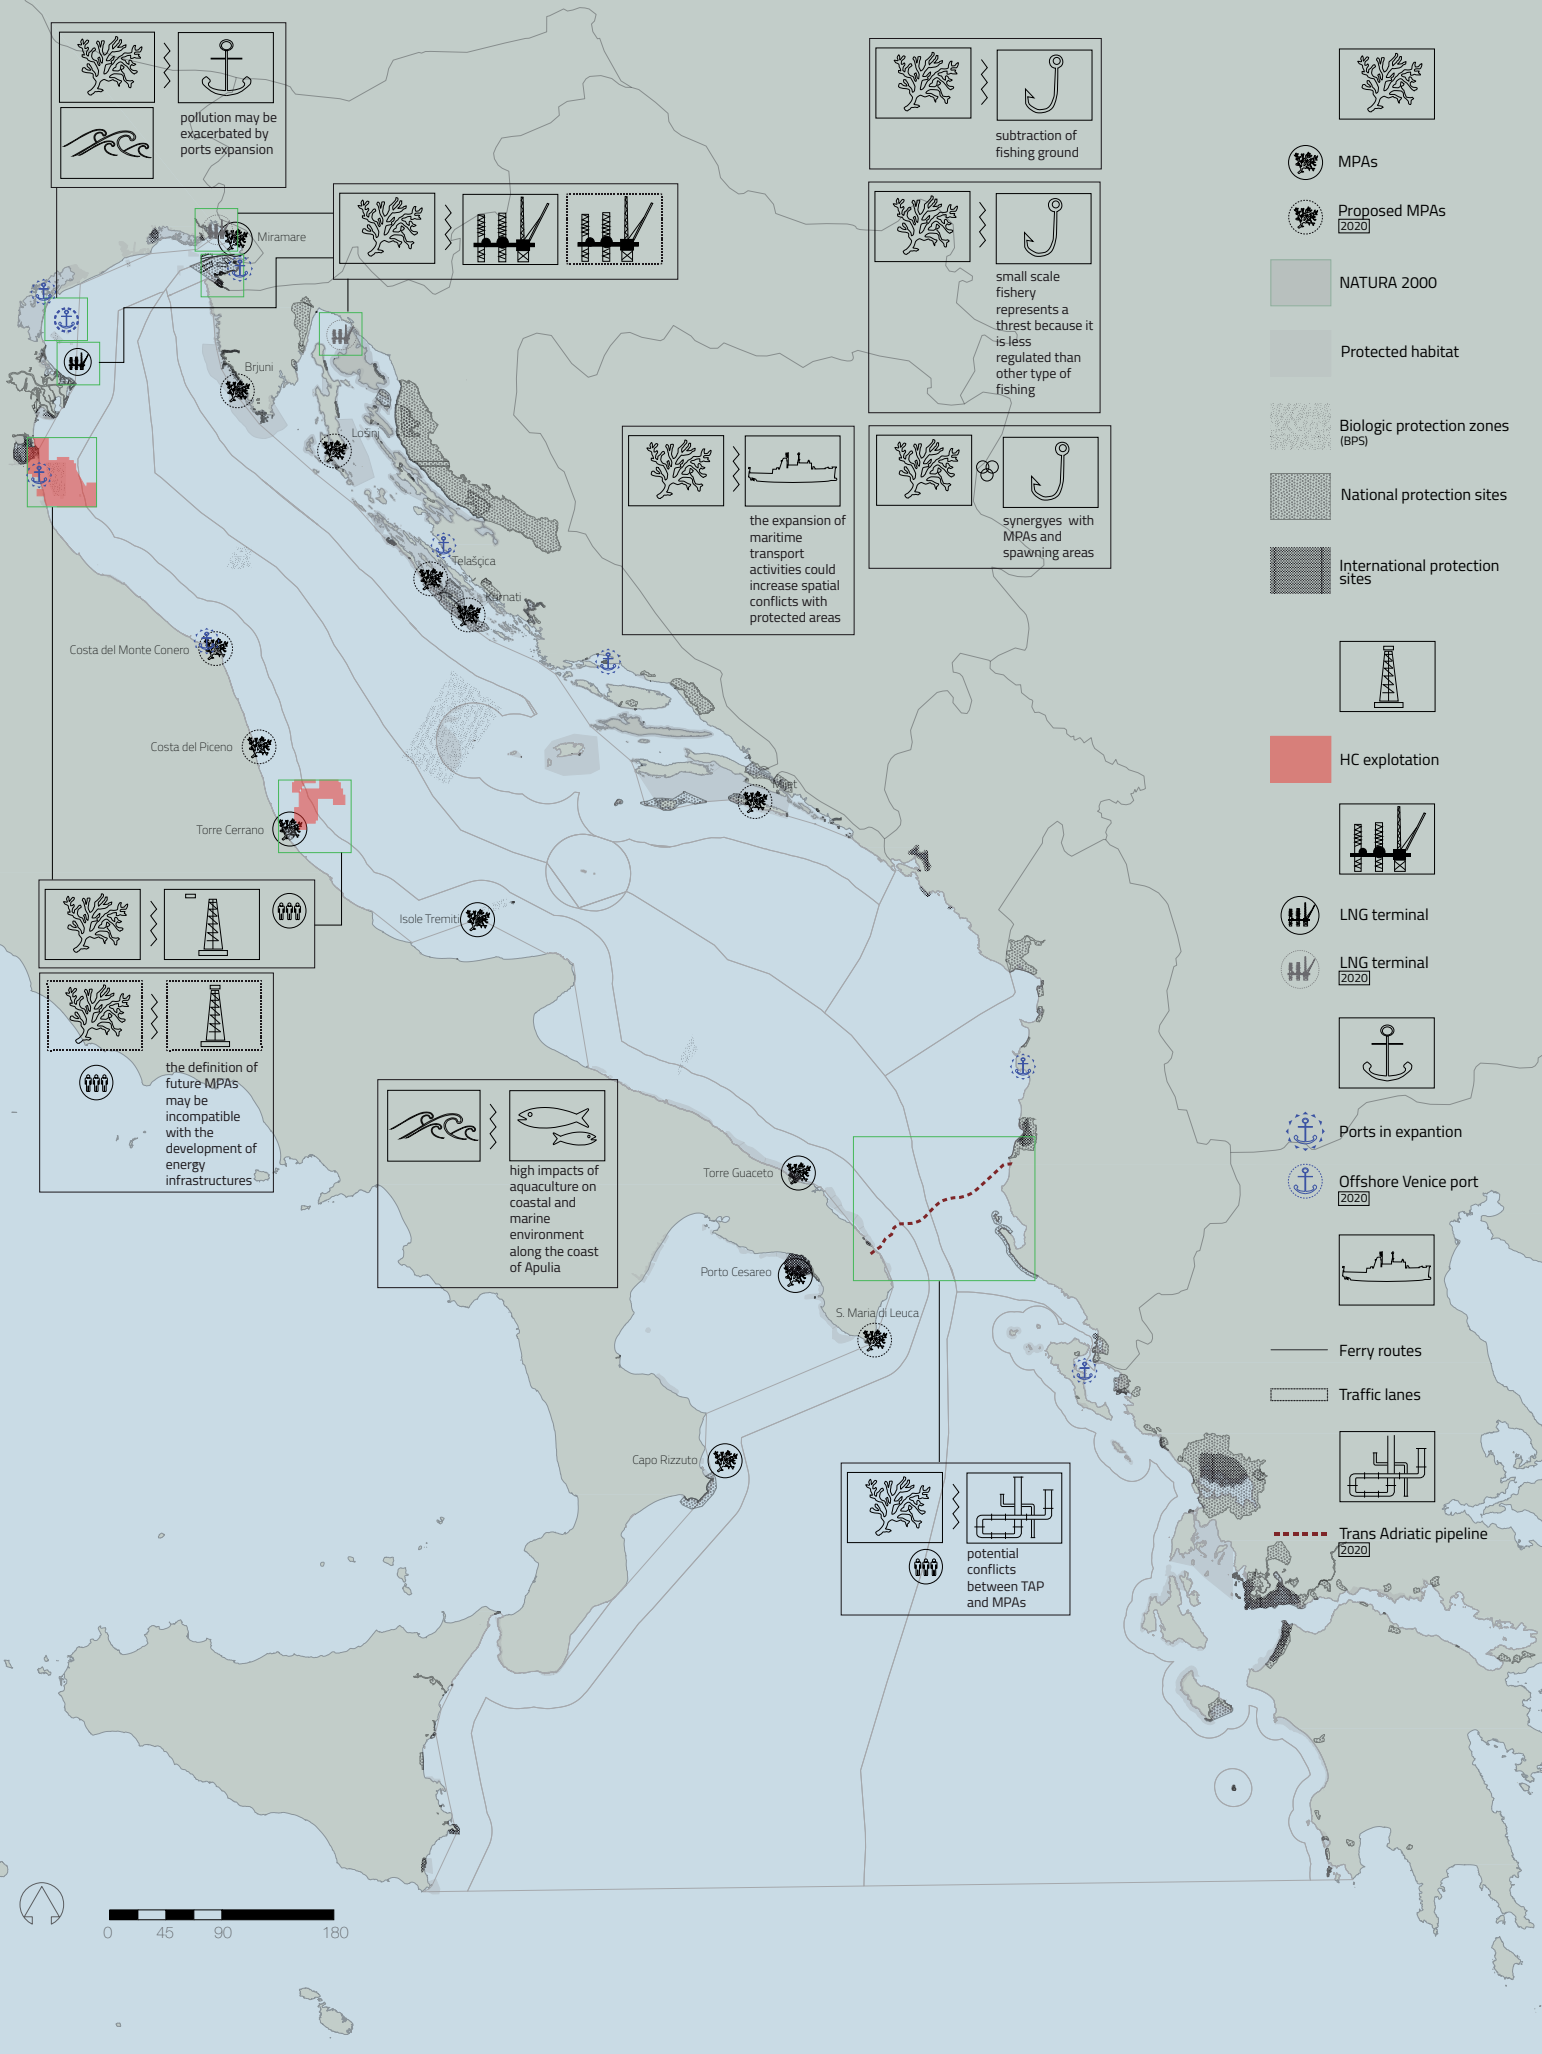 pollution may be
exacerbated by
ports expansion
subtraction of
fishing ground
small scale
fishery
represents a
threst because it
is less
regulated than
other type of
fishing
synergyes with
MPAs and
spawning areas
the expansion of
maritime
transport
activities could
increase spatial
conflicts with
protected areas
Miramare
Brjuni
Lošinj
Telašçica
Kornati
Costa del Monte Conero
Costa del Piceno
Mljet
Torre Cerrano
Isole Tremiti
the definition of
future MPAs
may be
incompatible
with the
development of
energy
infrastructures
high impacts of
aquaculture on
coastal and
marine
environment
along the coast
of Apulia
Torre Guaceto
Porto Cesareo
S. Maria di Leuca
Capo Rizzuto
potential
conflicts
between TAP
and MPAs
MPAs
Proposed MPAs
2020
NATURA 2000
Protected habitat
Biologic protection zones
(BPS)
National protection sites
International protection
sites
HC explotation
LNG terminal
LNG terminal
2020
Ports in expantion
Offshore Venice port
2020
Ferry routes
Traffic lanes
Trans Adriatic pipeline
2020
0 45 90 180